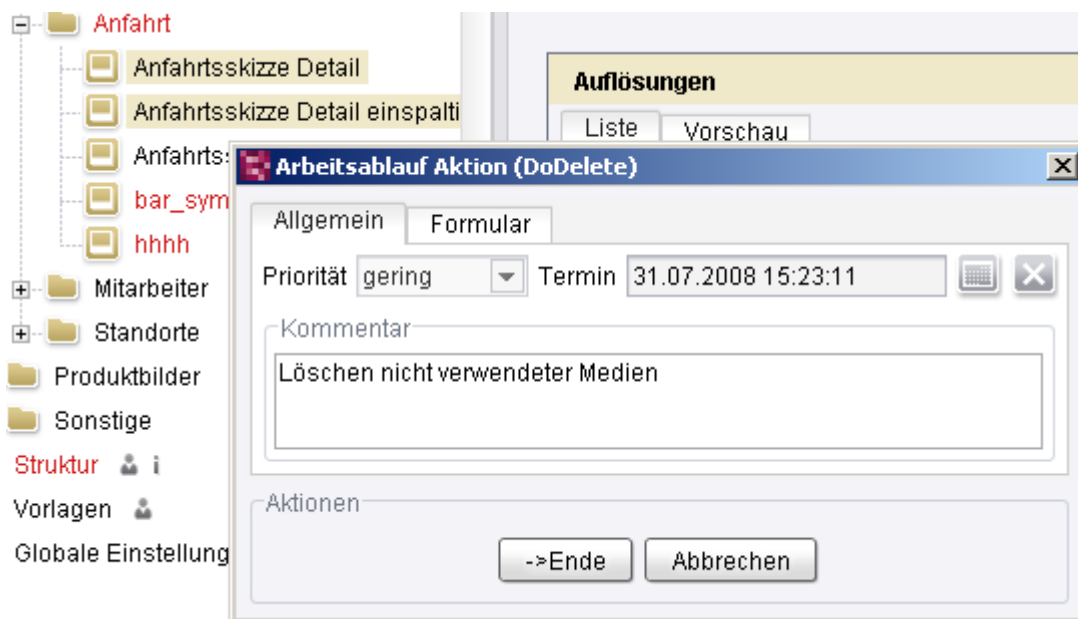 Anfahrt
Anfahrtsskizze Detail
Anfahrtsskizze Detail einspalti
Anfahrts
bar_sym
hhhh
Mitarbeiter
Standorte
Produktbilder
Sonstige
Struktur i
Vorlagen
Globale Einstellung
Auflösungen
Liste Vorschau
Arbeitsablauf Aktion (DoDelete)
Allgemein Formular
Priorität gering Termin 31.07.2008 15:23:11
Kommentar
Löschen nicht verwendeter Medien
Aktionen
->Ende Abbrechen